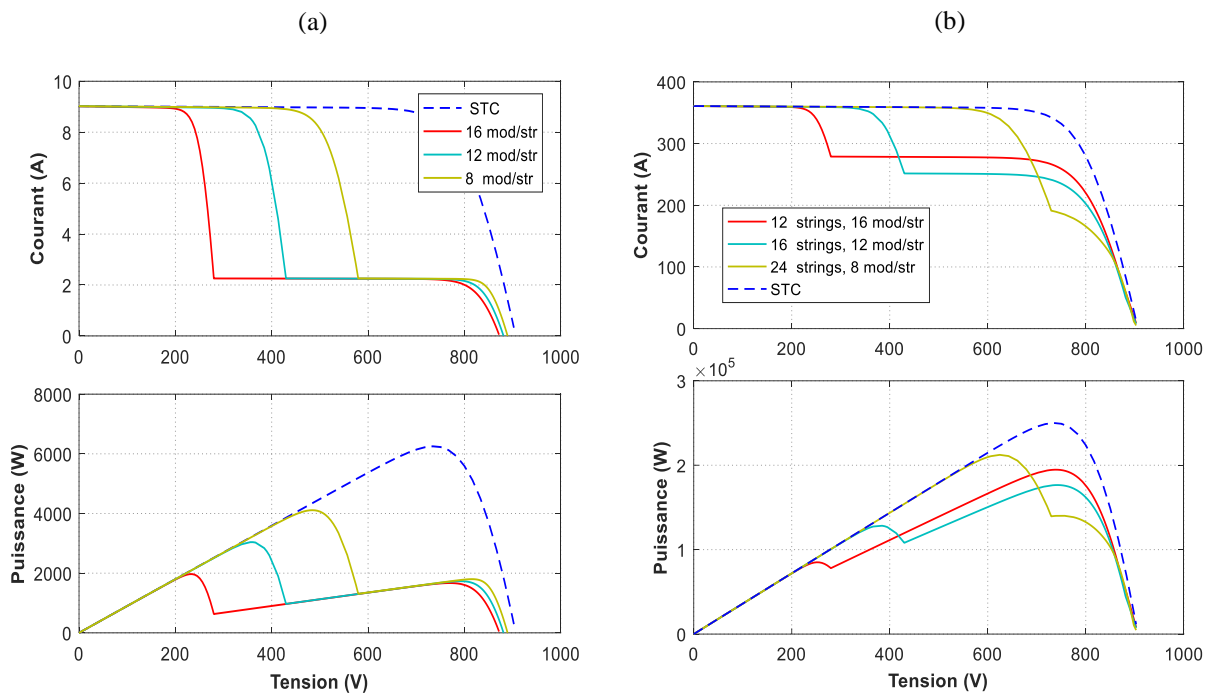 (a)
(b)
Courant (A)
10
8
6
4
2
0
0 200 400 600 800 1000
STC
16 mod/str
12 mod/str
8 mod/str
Puissance (W)
8000
6000
4000
2000
0
0 200 400 600 800 1000
Tension (V)
Courant (A)
400
300
200
100
0
0 200 400 600 800 1000
12 strings, 16 mod/str
16 strings, 12 mod/str
24 strings, 8 mod/str
STC
× 10⁵
Puissance (W)
3
2
1
0
0 200 400 600 800 1000
Tension (V)